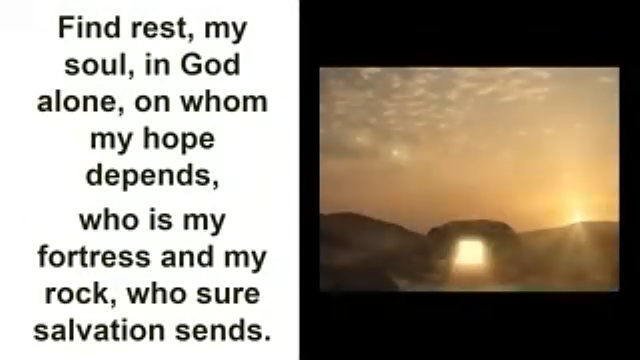 Find rest, my
soul, in God
alone, on whom
my hope
depends,
who is my
fortress and my
rock, who sure
salvation sends.